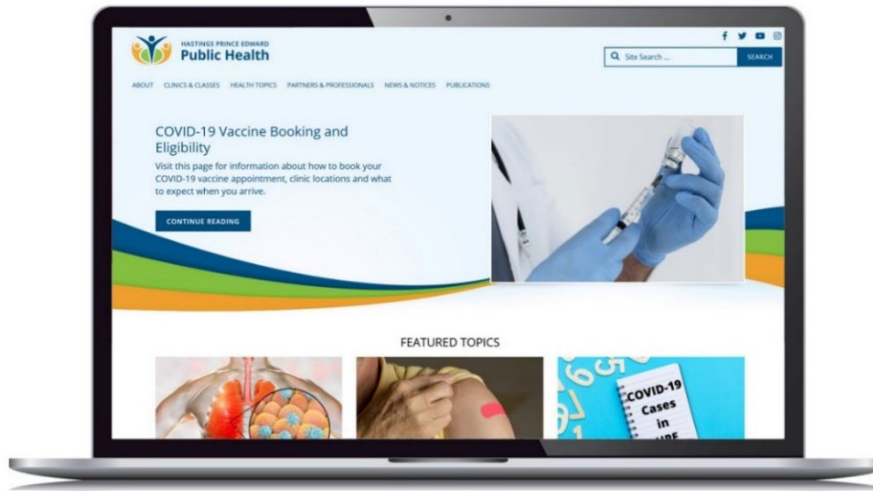 HASTINGS PRINCE EDWARD
Public Health
Site Search ...
SEARCH
ABOUT CLINICS & CLASSES HEALTH TOPICS PARTNERS & PROFESSIONALS NEWS & NOTICES PUBLICATIONS
COVID-19 Vaccine Booking and
Eligibility
Visit this page for information about how to book your
COVID-19 vaccine appointment, clinic locations and what
to expect when you arrive.
CONTINUE READING
FEATURED TOPICS
COVID-19
Cases
in